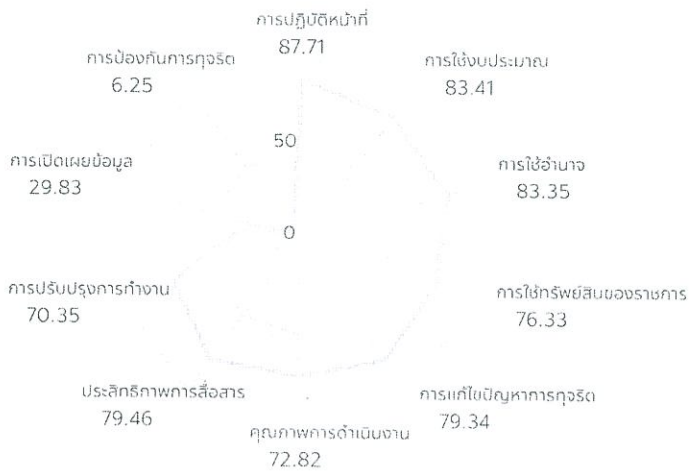 การปฏิบัติหน้าที่
87.71
การป้องกันการทุจริต
6.25
การใช้งบประมาณ
83.41
50
การเปิดเผยข้อมูล
29.83
การใช้อำนาจ
83.35
0
การปรับปรุงการทำงาน
70.35
การใช้ทรัพย์สินของราชการ
76.33
ประสิทธิภาพการสื่อสาร
79.46
การแก้ไขปัญหาการทุจริต
79.34
คุณภาพการดำเนินงาน
72.82